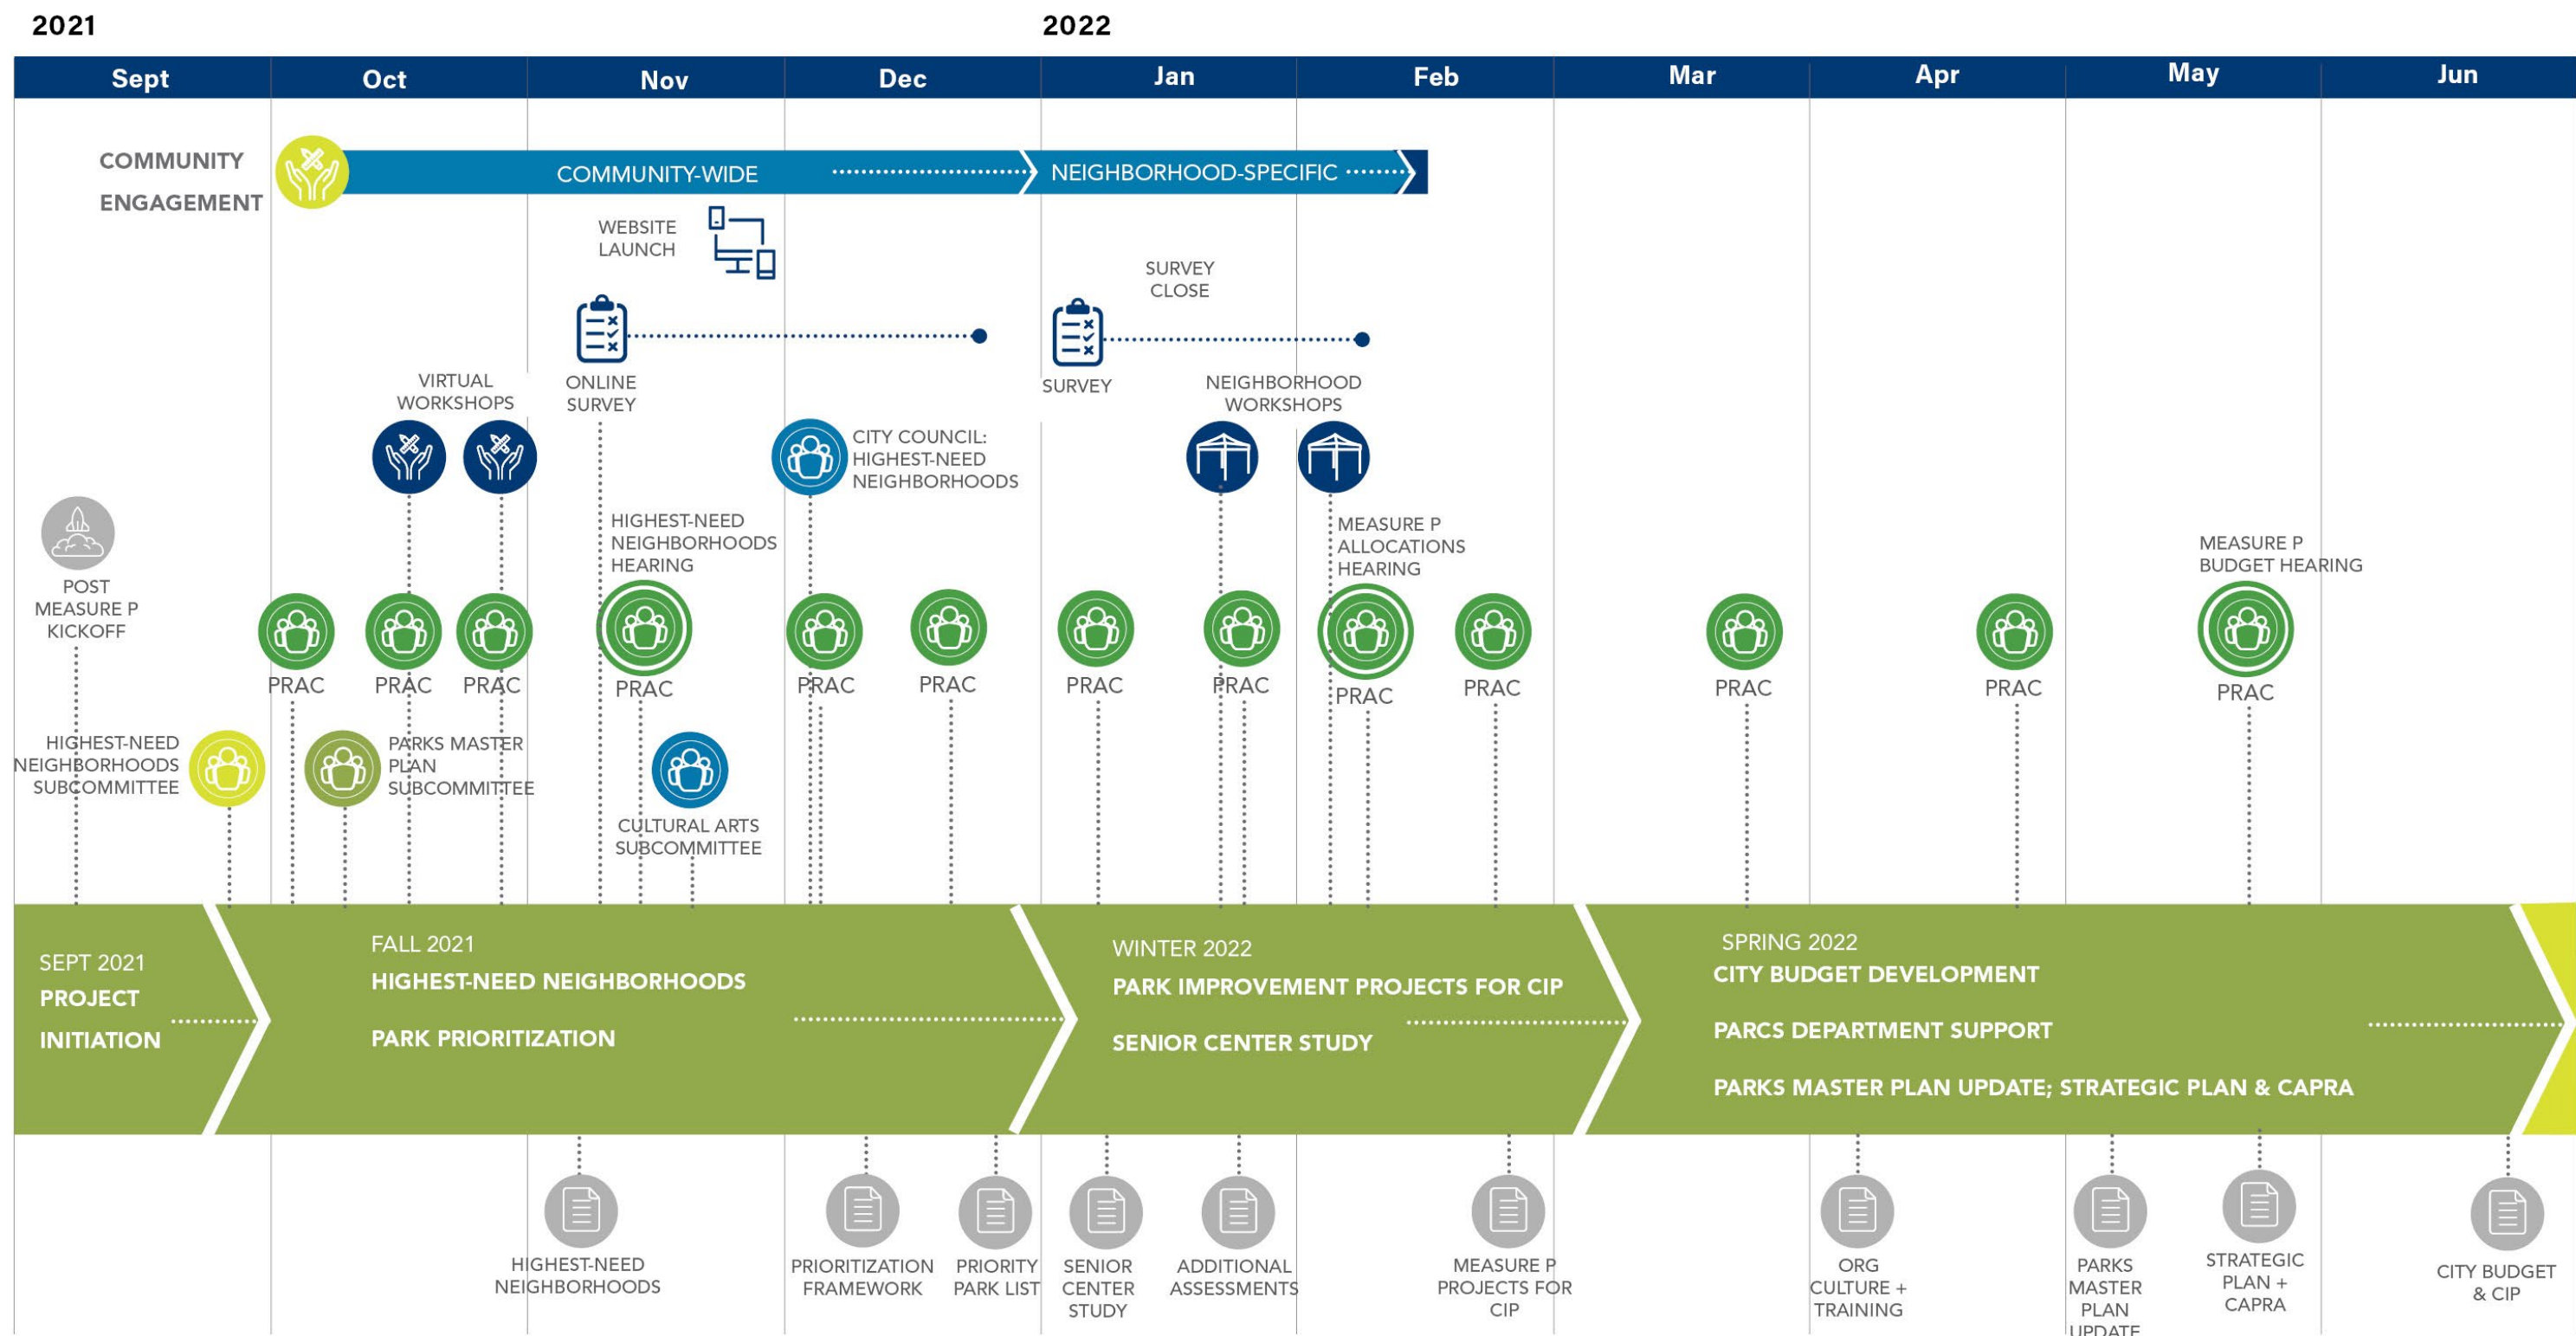 2021
2022
Sept
Oct
Nov
Dec
Jan
Feb
Mar
Apr
May
Jun
COMMUNITY
ENGAGEMENT
COMMUNITY-WIDE
NEIGHBORHOOD-SPECIFIC
WEBSITE
LAUNCH
SURVEY
CLOSE
VIRTUAL
WORKSHOPS
ONLINE
SURVEY
SURVEY
NEIGHBORHOOD
WORKSHOPS
CITY COUNCIL:
HIGHEST-NEED
NEIGHBORHOODS
HIGHEST-NEED
NEIGHBORHOODS
HEARING
MEASURE P
ALLOCATIONS
HEARING
MEASURE P
BUDGET HEARING
POST
MEASURE P
KICKOFF
PRAC
PRAC
PRAC
PRAC
PRAC
PRAC
PRAC
PRAC
PRAC
PRAC
PRAC
PRAC
PRAC
HIGHEST-NEED
NEIGHBORHOODS
SUBCOMMITTEE
PARKS MASTER
PLAN
SUBCOMMITTEE
CULTURAL ARTS
SUBCOMMITTEE
SEPT 2021
PROJECT
INITIATION
FALL 2021
HIGHEST-NEED NEIGHBORHOODS
PARK PRIORITIZATION
WINTER 2022
PARK IMPROVEMENT PROJECTS FOR CIP
SENIOR CENTER STUDY
SPRING 2022
CITY BUDGET DEVELOPMENT
PARCS DEPARTMENT SUPPORT
PARKS MASTER PLAN UPDATE; STRATEGIC PLAN & CAPRA
HIGHEST-NEED
NEIGHBORHOODS
PRIORITIZATION
FRAMEWORK
PRIORITY
PARK LIST
SENIOR
CENTER
STUDY
ADDITIONAL
ASSESSMENTS
MEASURE P
PROJECTS FOR
CIP
ORG
CULTURE +
TRAINING
PARKS
MASTER
PLAN
UPDATE
STRATEGIC
PLAN +
CAPRA
CITY BUDGET
& CIP